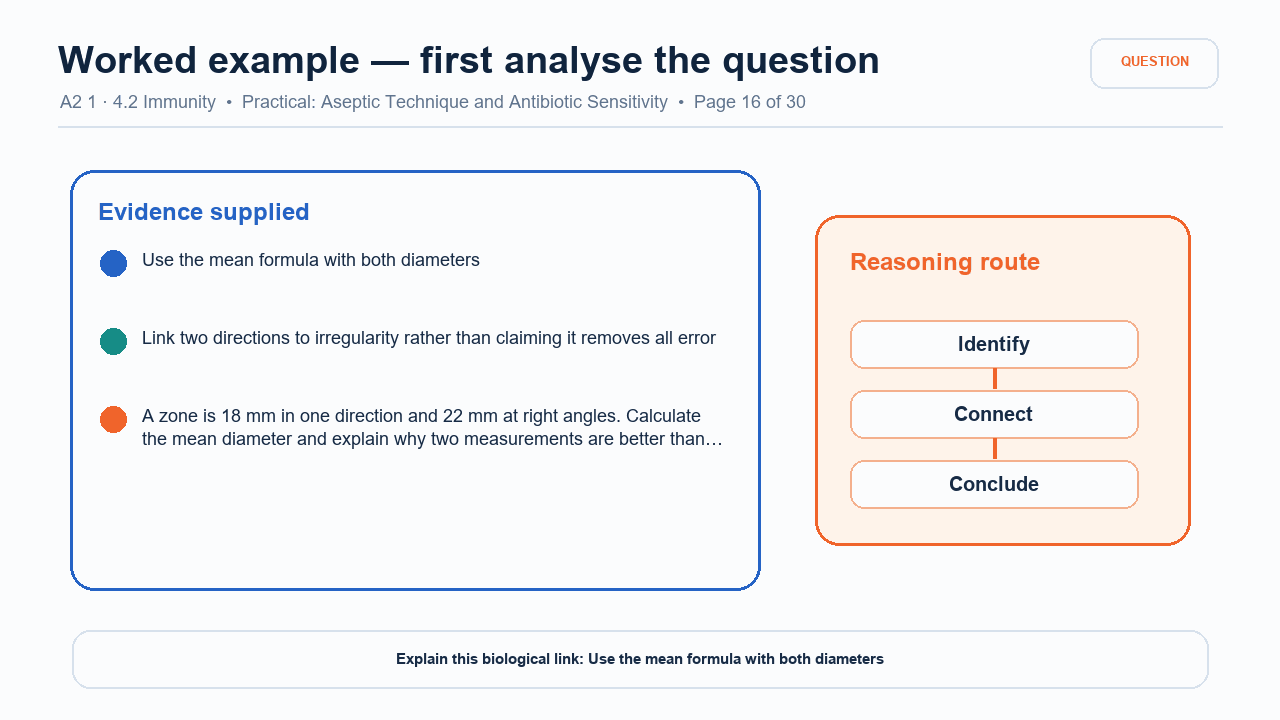 Worked example — first analyse the question
QUESTION
A2 1 · 4.2 Immunity • Practical: Aseptic Technique and Antibiotic Sensitivity • Page 16 of 30
Evidence supplied
Use the mean formula with both diameters
Link two directions to irregularity rather than claiming it removes all error
A zone is 18 mm in one direction and 22 mm at right angles. Calculate
the mean diameter and explain why two measurements are better than…
Reasoning route
Identify
Connect
Conclude
Explain this biological link: Use the mean formula with both diameters